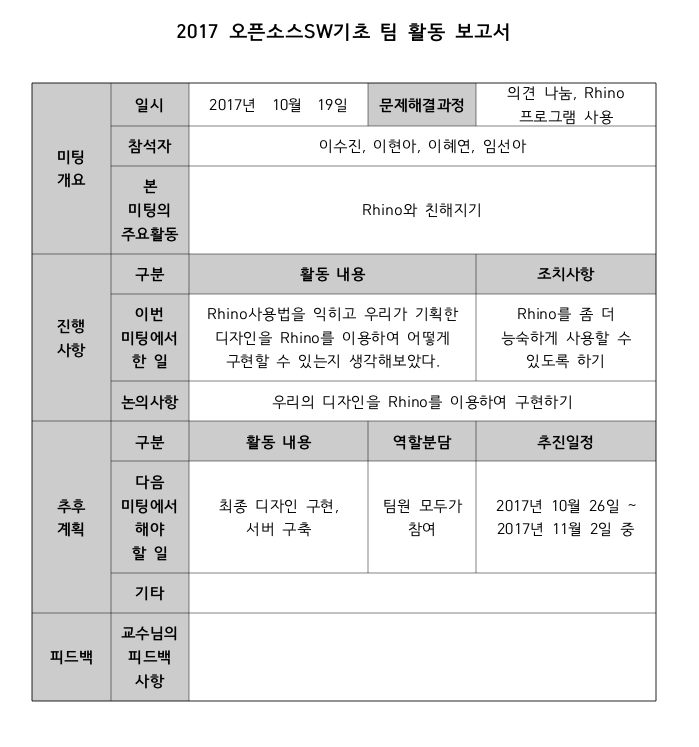 2017 오픈소스SW기초 팀 활동 보고서
미팅
개요
일시
2017년 10월 19일
문제해결과정
의견 나눔, Rhino
프로그램 사용
참석자
이수진, 이현아, 이혜연, 임선아
본
미팅의
주요활동
Rhino와 친해지기
진행
사항
구분
활동 내용
조치사항
이번
미팅에서
한 일
Rhino사용법을 익히고 우리가 기획한
디자인을 Rhino를 이용하여 어떻게
구현할 수 있는지 생각해보았다.
Rhino를 좀 더
능숙하게 사용할 수
있도록 하기
논의사항
우리의 디자인을 Rhino를 이용하여 구현하기
추후
계획
구분
활동 내용
역할분담
추진일정
다음
미팅에서
해야
할 일
최종 디자인 구현,
서버 구축
팀원 모두가
참여
2017년 10월 26일 ~
2017년 11월 2일 중
기타
피드백
교수님의
피드백
사항